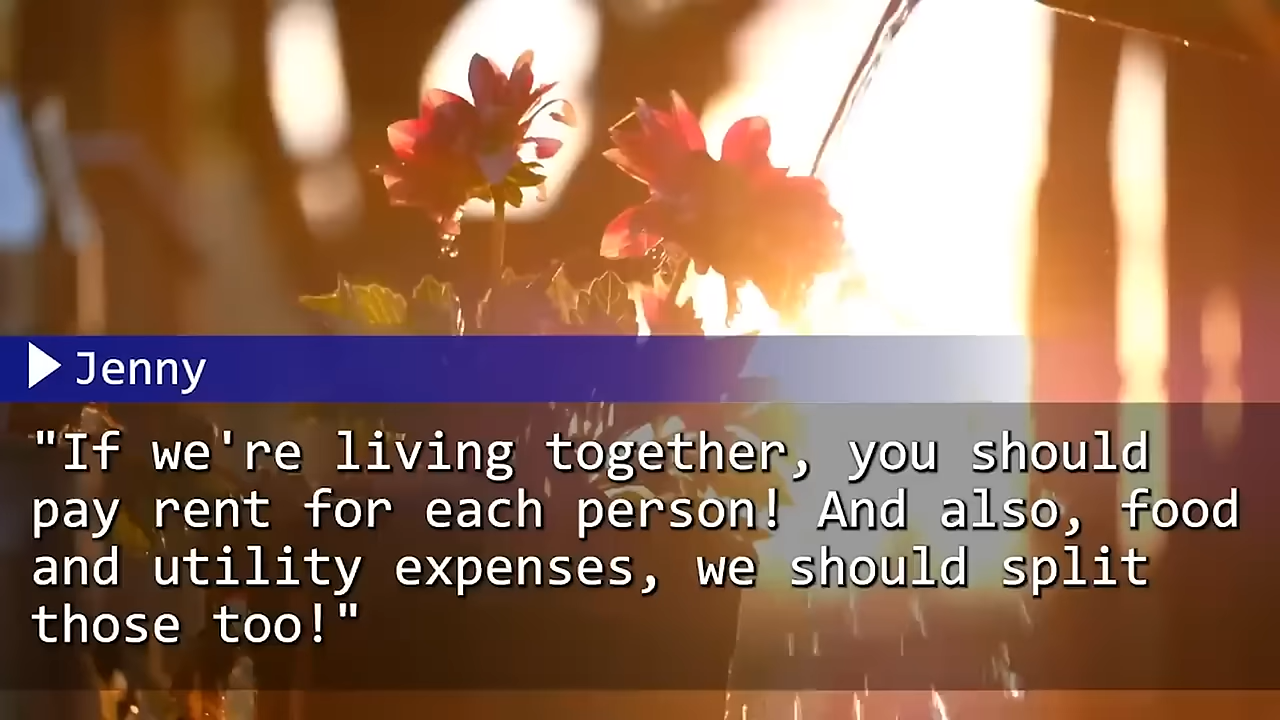 Jenny
"If we're living together, you should
pay rent for each person! And also, food
and utility expenses, we should split
those too!"